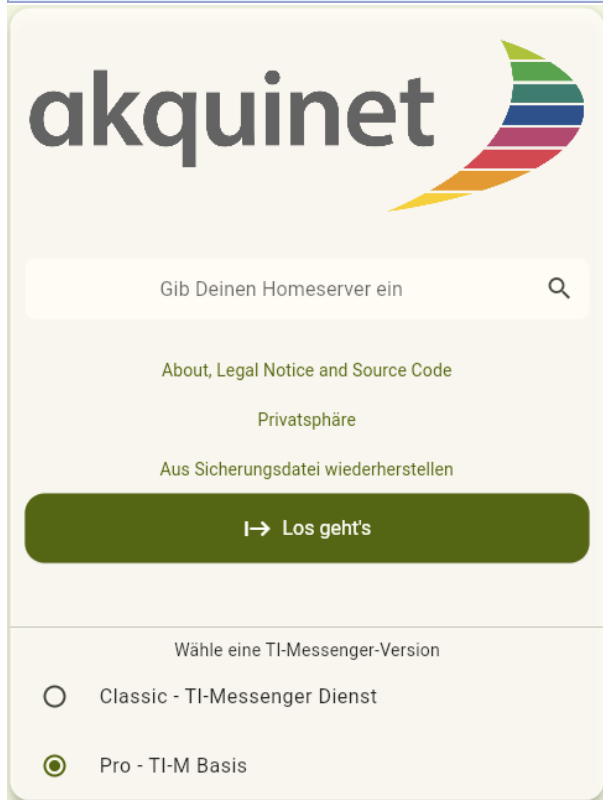 akquinet
Gib Deinen Homeserver ein
About, Legal Notice and Source Code
Privatsphäre
Aus Sicherungsdatei wiederherstellen
Los geht's
Wähle eine TI-Messenger-Version
Classic - TI-Messenger Dienst
Pro - TI-M Basis